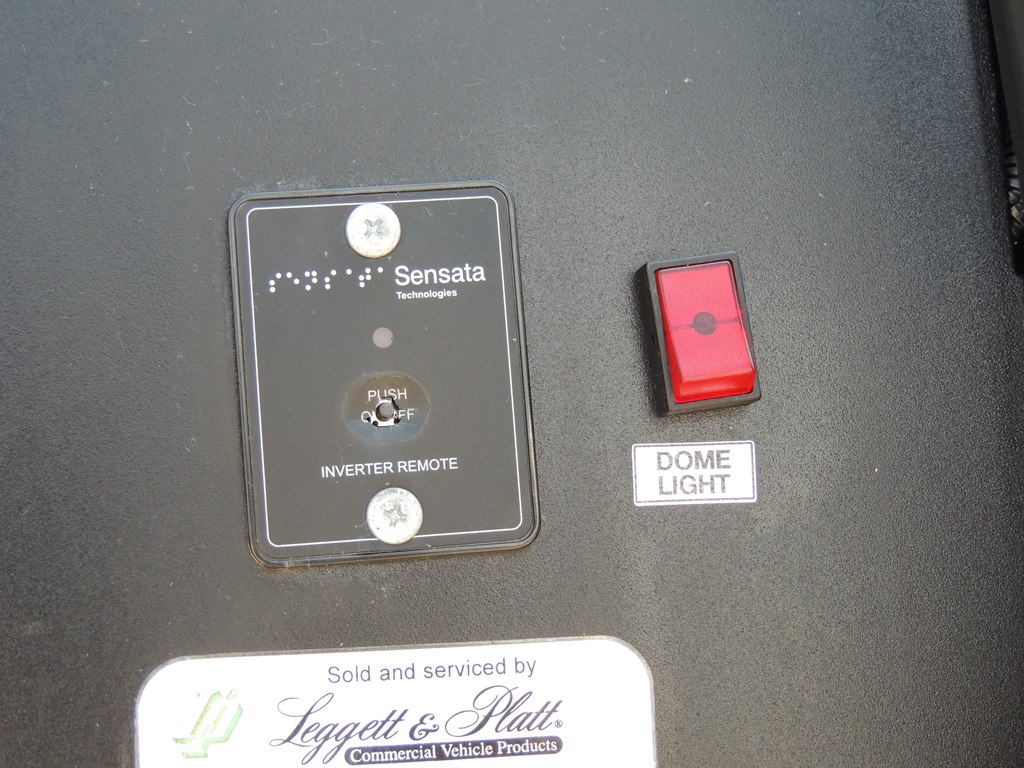 Sensata
Technologies
PUSH
INVERTER REMOTE
DOME
LIGHT
Sold and serviced by
Leggett & Platt®
Commercial Vehicle Products